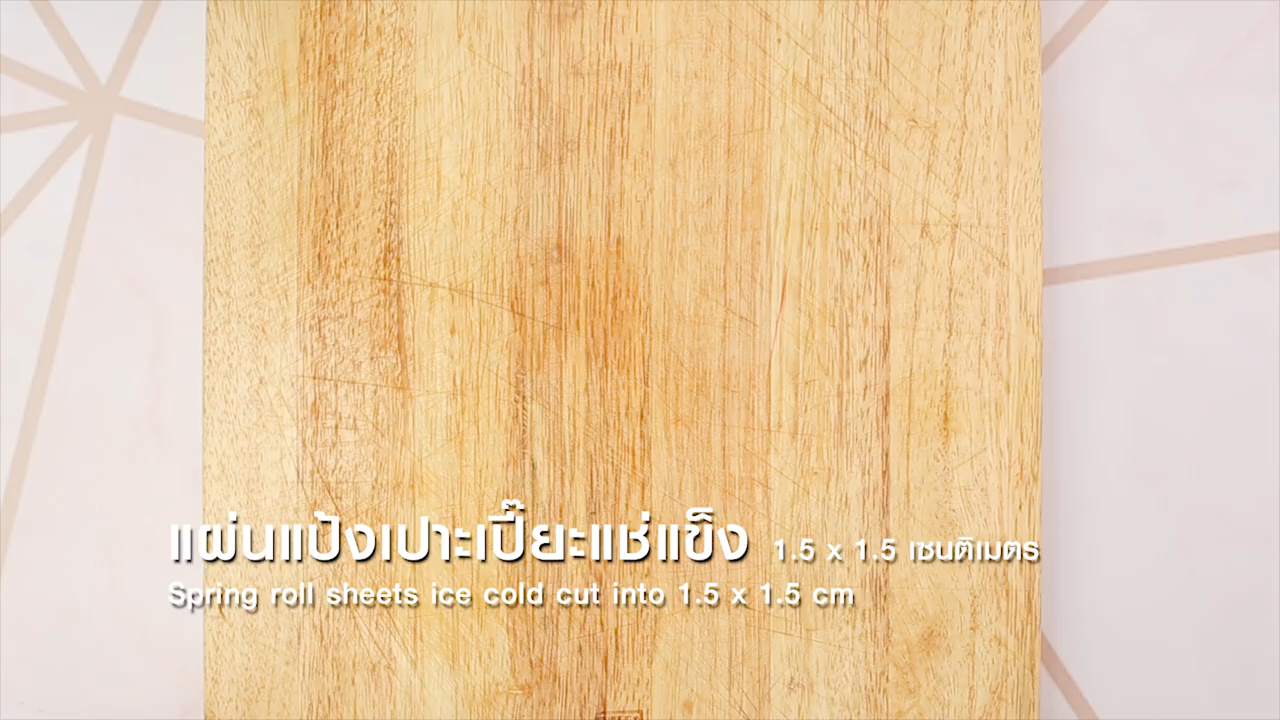 แผ่นแป้งเปาะเปี๊ยะแช่แข็ง 1.5 x 1.5 เซนติเมตร
Spring roll sheets ice cold cut into 1.5 x 1.5 cm